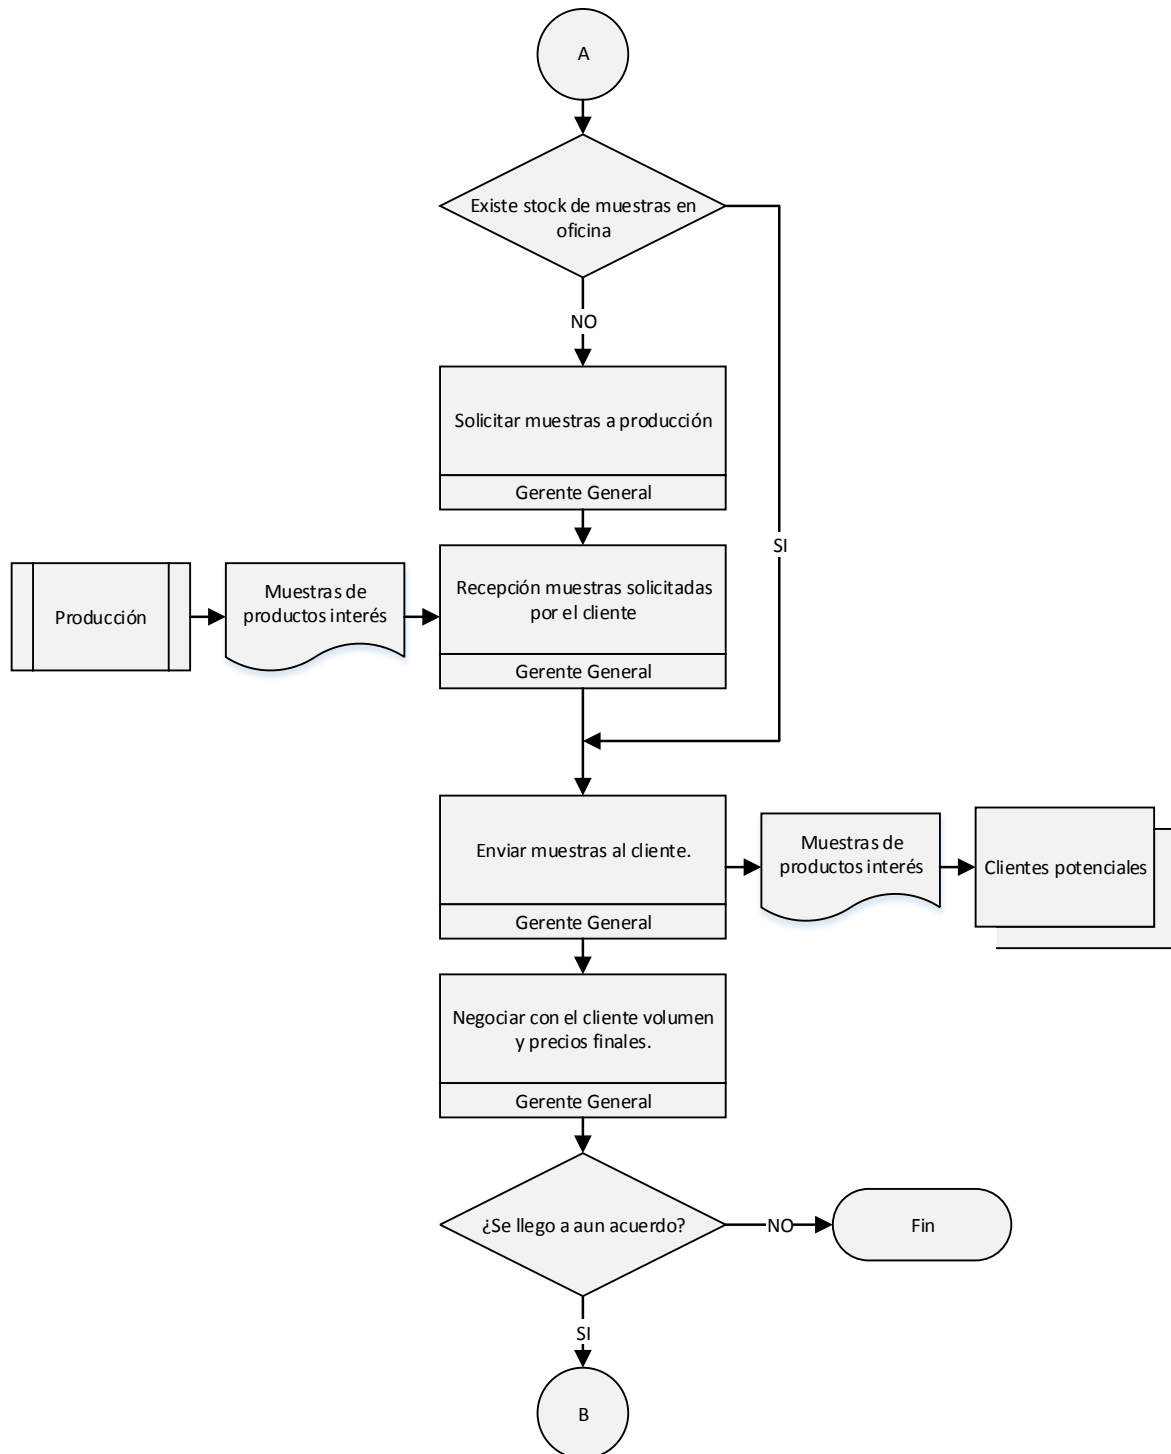 A
Existe stock de muestras en
oficina
NO
Solicitar muestras a producción
Gerente General
SI
Producción
Muestras de
productos interés
Recepción muestras solicitadas
por el cliente
Gerente General
Enviar muestras al cliente.
Gerente General
Muestras de
productos interés
Clientes potenciales
Negociar con el cliente volumen
y precios finales.
Gerente General
¿Se llego a aun acuerdo?
NO
Fin
SI
B